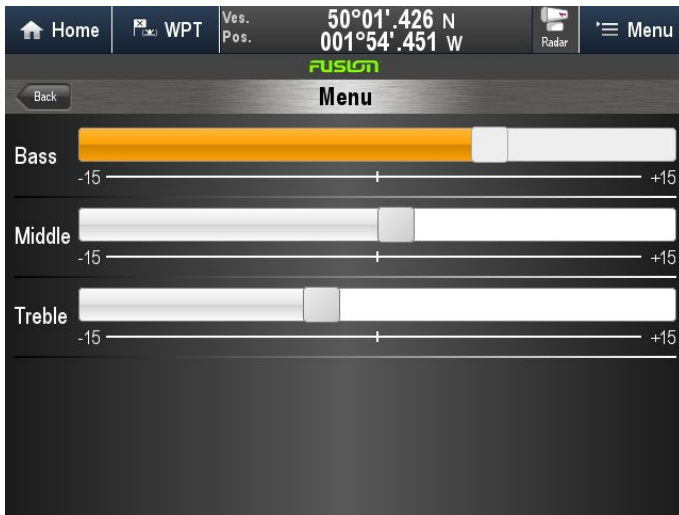 Home WPT Ves. 50°01'.426 N Radar Menu
Pos. 001°54'.451 W
FUSION
Back Menu
Bass
-15 +15
Middle
-15 +15
Treble
-15 +15